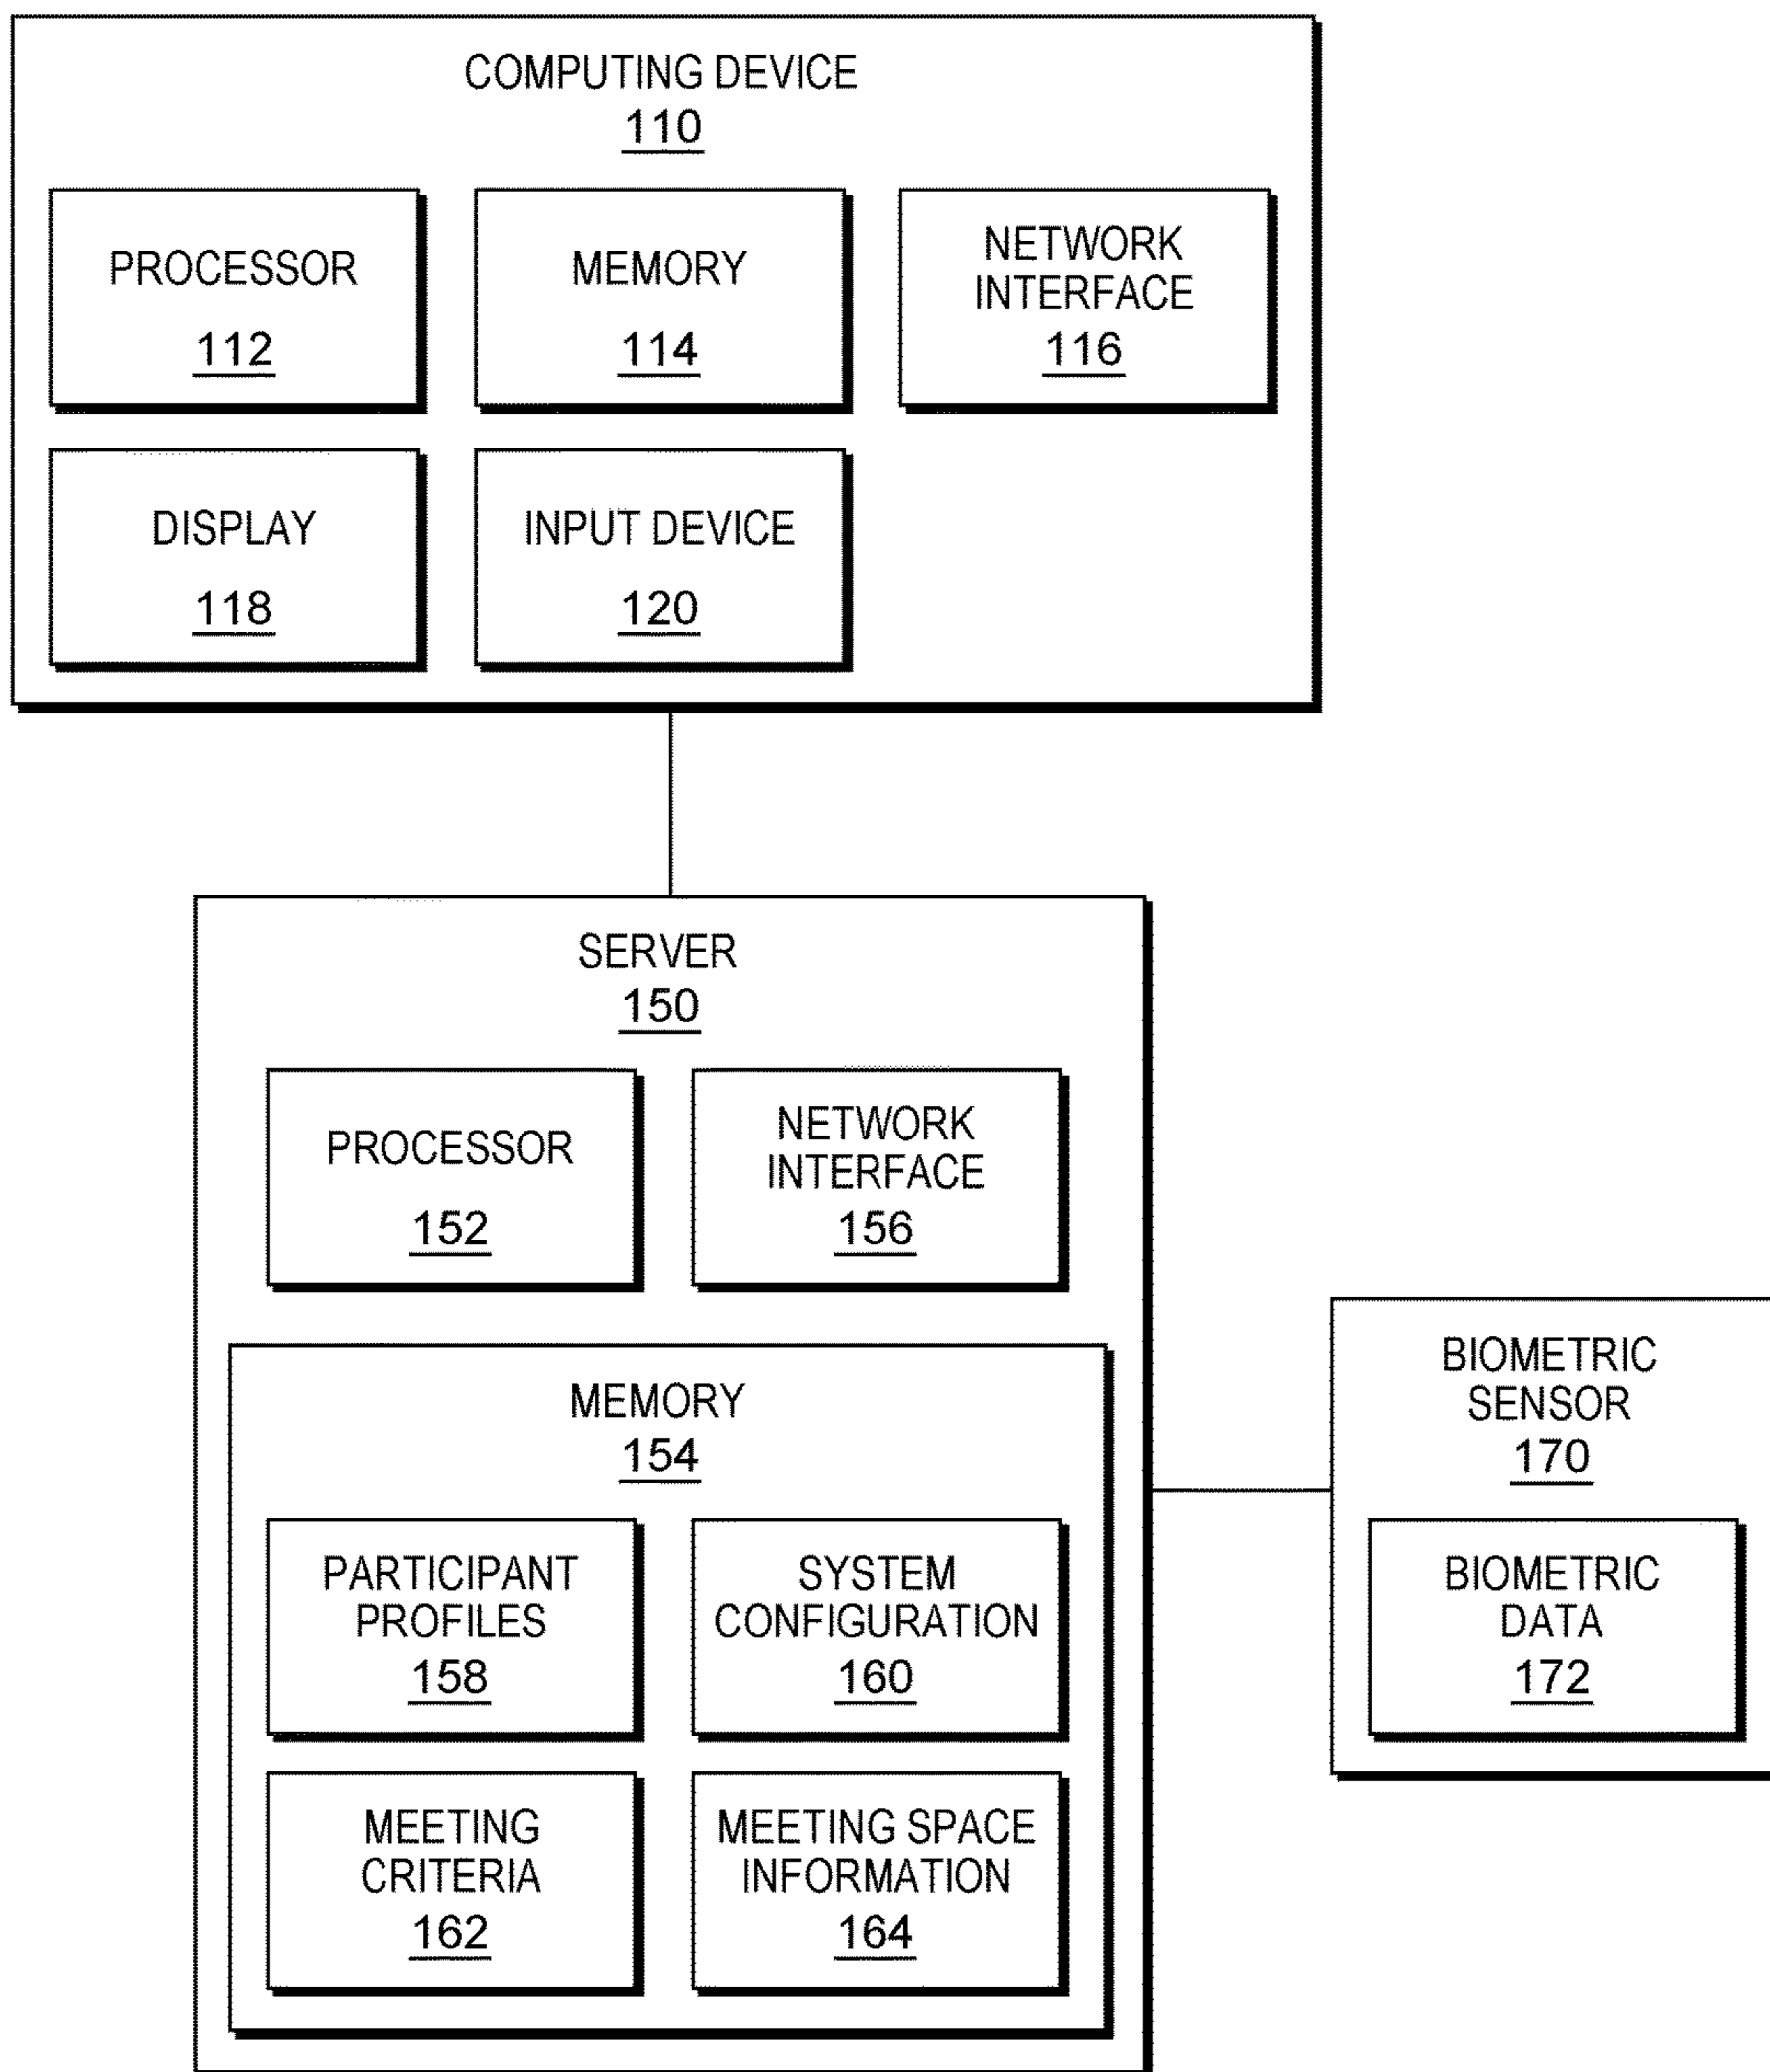 COMPUTING DEVICE
110
PROCESSOR
112
MEMORY
114
NETWORK
INTERFACE
116
DISPLAY
118
INPUT DEVICE
120
SERVER
150
PROCESSOR
152
NETWORK
INTERFACE
156
MEMORY
154
PARTICIPANT
PROFILES
158
SYSTEM
CONFIGURATION
160
MEETING
CRITERIA
162
MEETING SPACE
INFORMATION
164
BIOMETRIC
SENSOR
170
BIOMETRIC
DATA
172